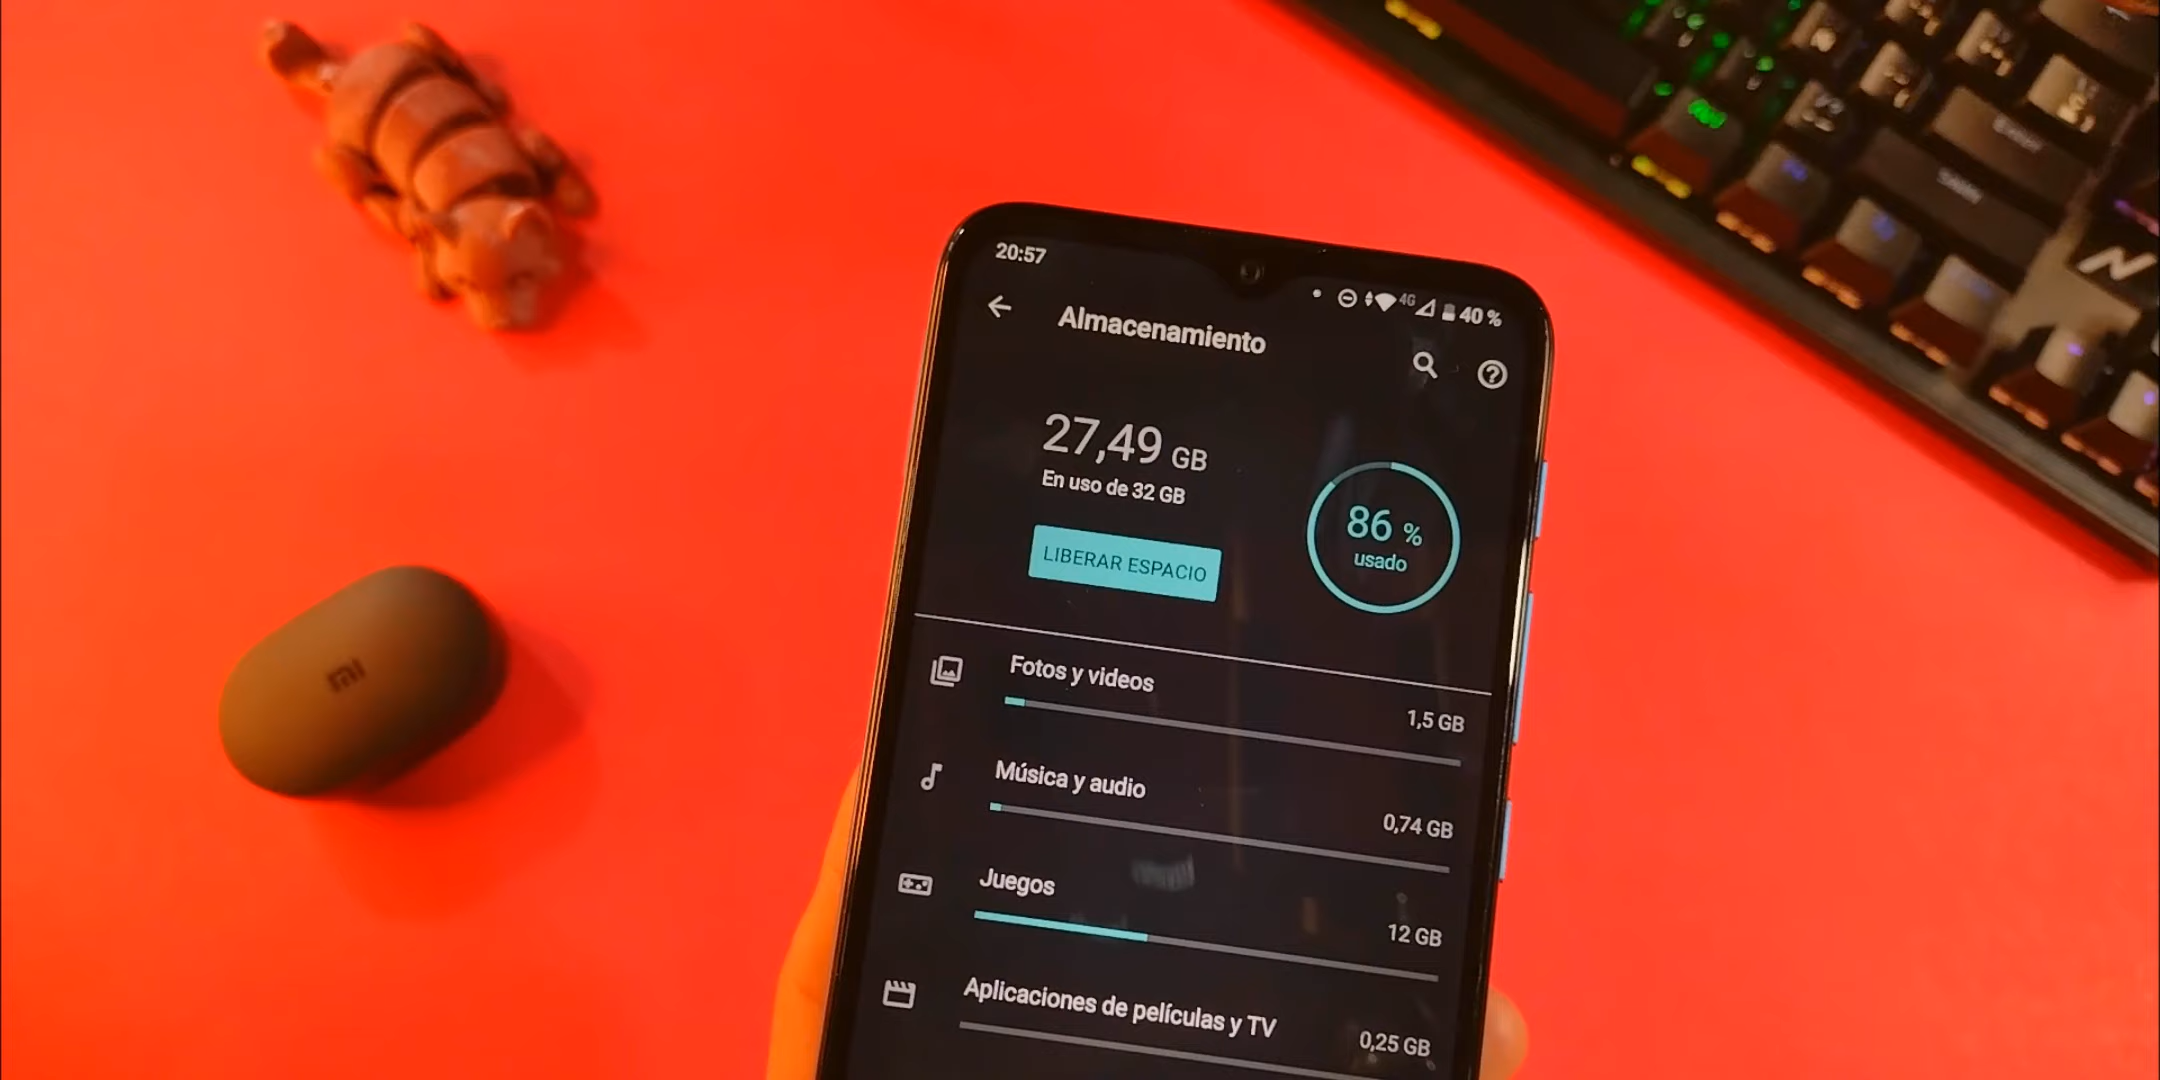 20:57
4G
40 %
Almacenamiento
27,49 GB
En uso de 32 GB
86 %
usado
LIBERAR ESPACIO
Fotos y videos
1,5 GB
Música y audio
0,74 GB
Juegos
12 GB
Aplicaciones de películas y TV
0,25 GB
mi
Enter